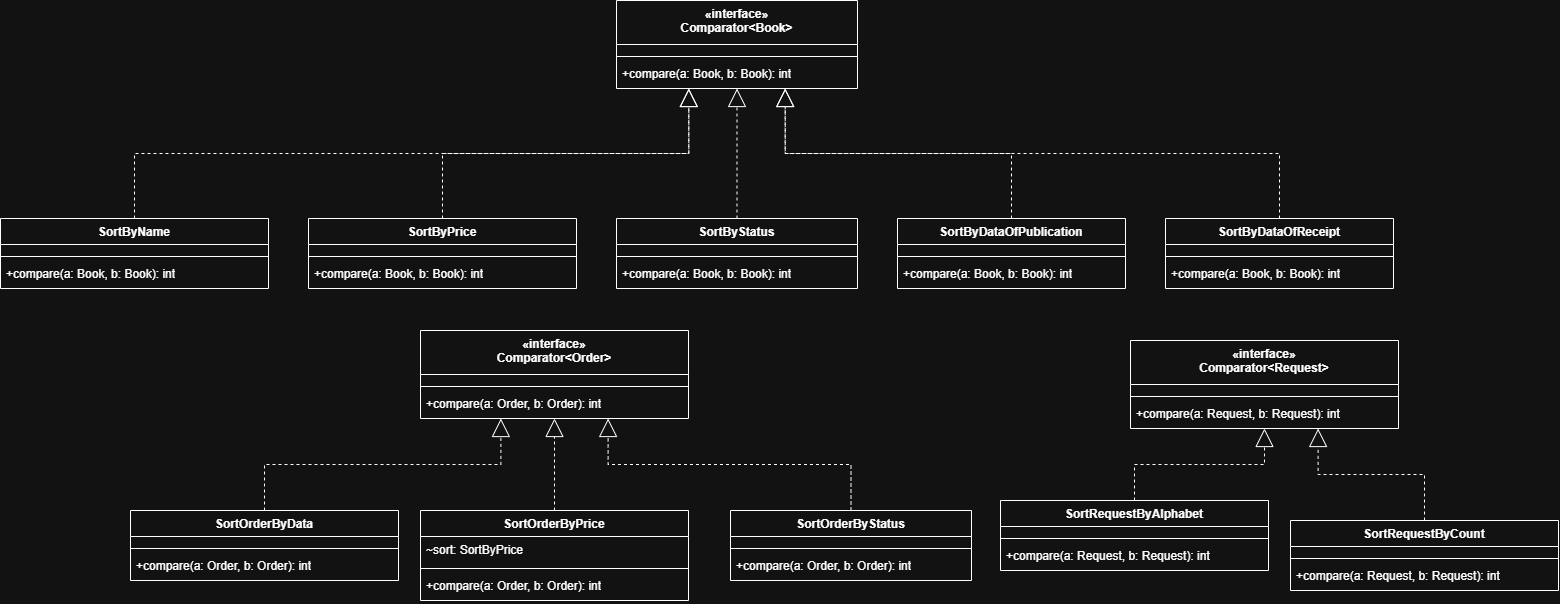 «interface»
Comparator<Book>
+compare(a: Book, b: Book): int
SortByName
+compare(a: Book, b: Book): int
SortByPrice
+compare(a: Book, b: Book): int
SortByStatus
+compare(a: Book, b: Book): int
SortByDataOfPublication
+compare(a: Book, b: Book): int
SortByDataOfReceipt
+compare(a: Book, b: Book): int
«interface»
Comparator<Order>
+compare(a: Order, b: Order): int
«interface»
Comparator<Request>
+compare(a: Request, b: Request): int
SortOrderByData
+compare(a: Order, b: Order): int
SortOrderByPrice
~sort: SortByPrice
+compare(a: Order, b: Order): int
SortOrderByStatus
+compare(a: Order, b: Order): int
SortRequestByAlphabet
+compare(a: Request, b: Request): int
SortRequestByCount
+compare(a: Request, b: Request): int